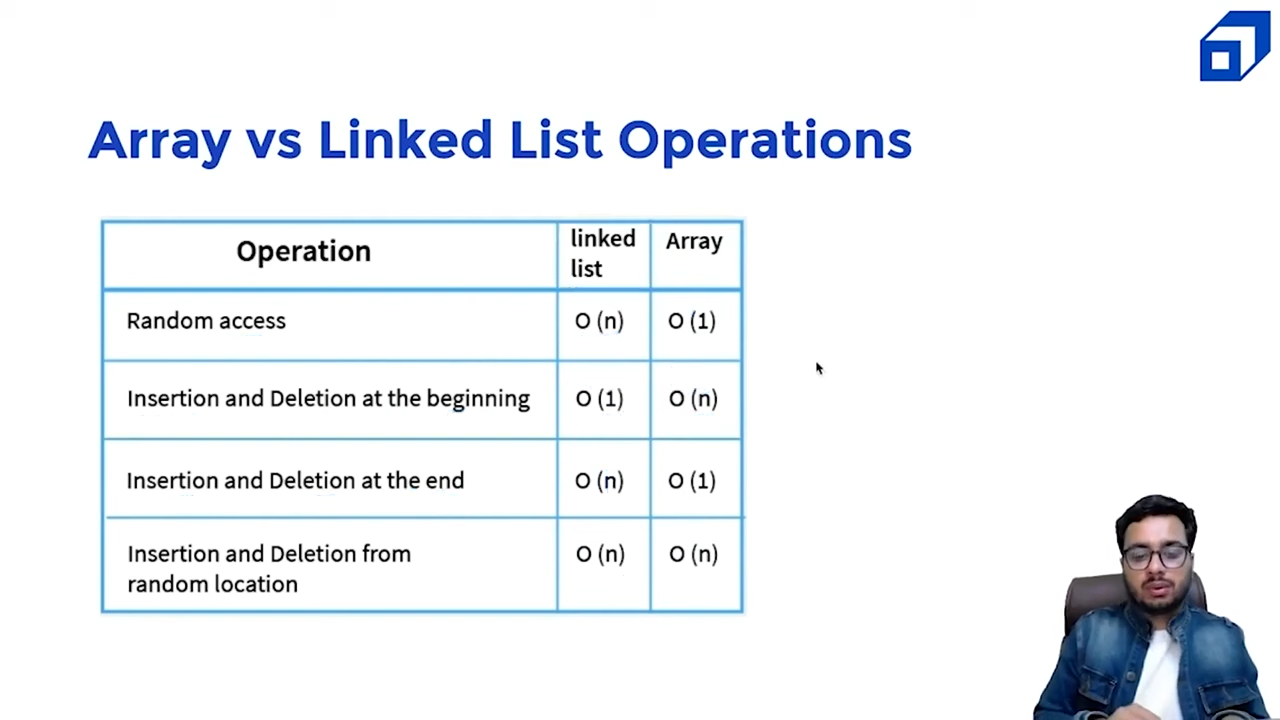 Array vs Linked List Operations
Operation
linked
list
Array
Random access
O (n)
O (1)
Insertion and Deletion at the beginning
O (1)
O (n)
Insertion and Deletion at the end
O (n)
O (1)
Insertion and Deletion from
random location
O (n)
O (n)